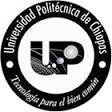 Universidad Politécnica de Chiapas
UP
Tecnología para el bien común